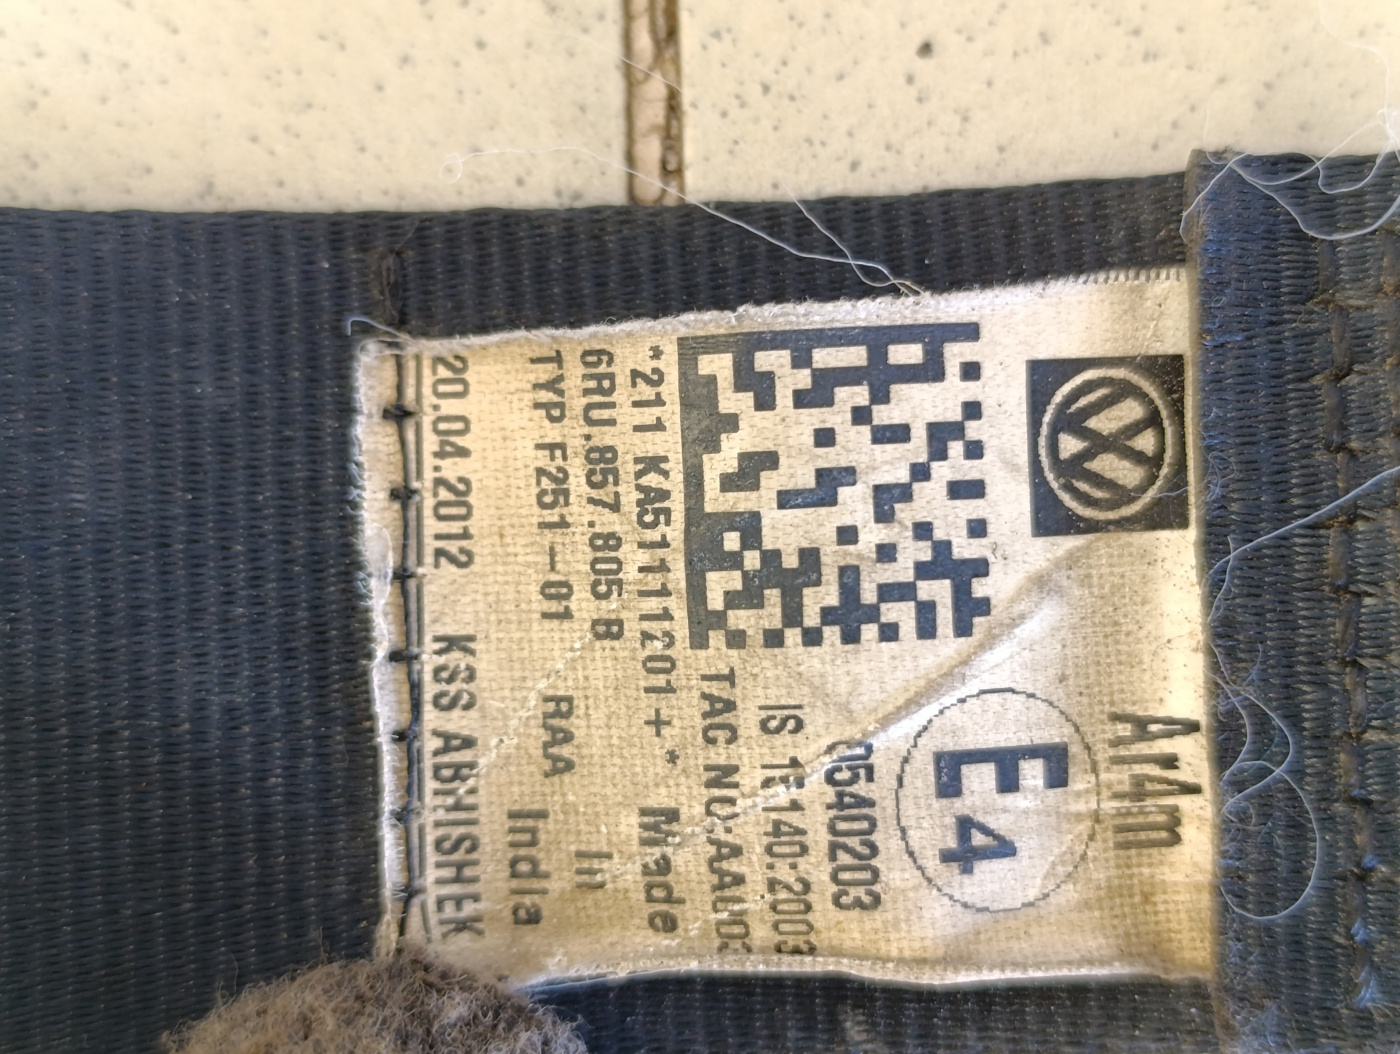 Ar4m
E4
0540203
IS 15140:2003
TAC NO:AAU03
*211 KA51111201+* Made
6RU.857.805 B In
TYP F251-01 RAA India
20.04.2012 KSS ABHISHEK